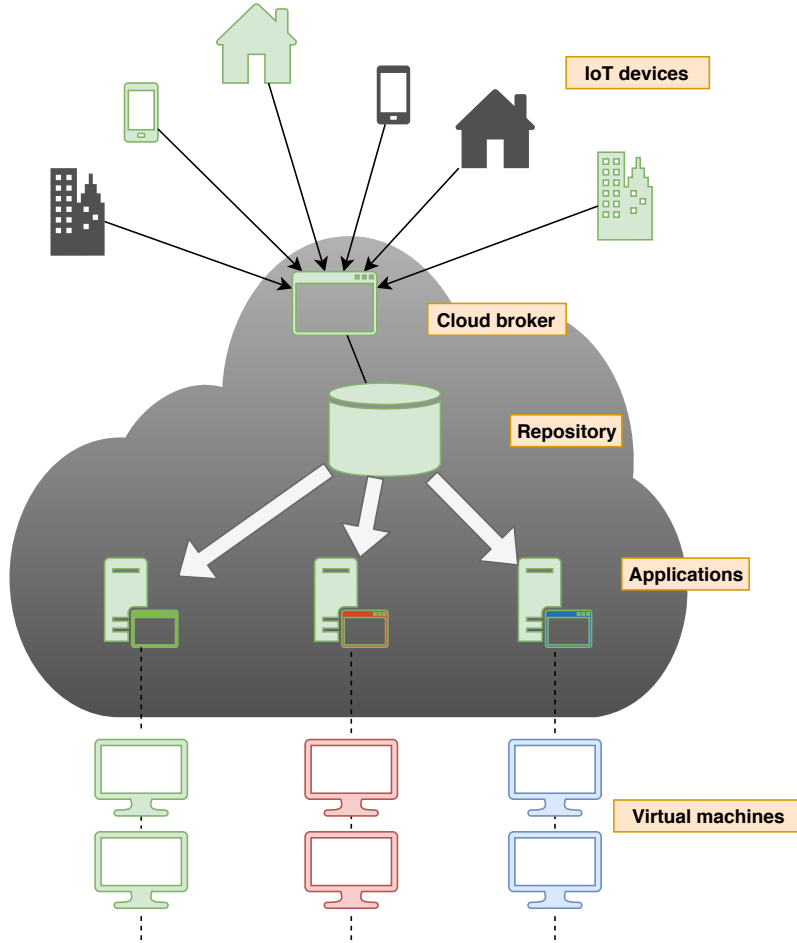 IoT devices
Cloud broker
Repository
Applications
Virtual machines